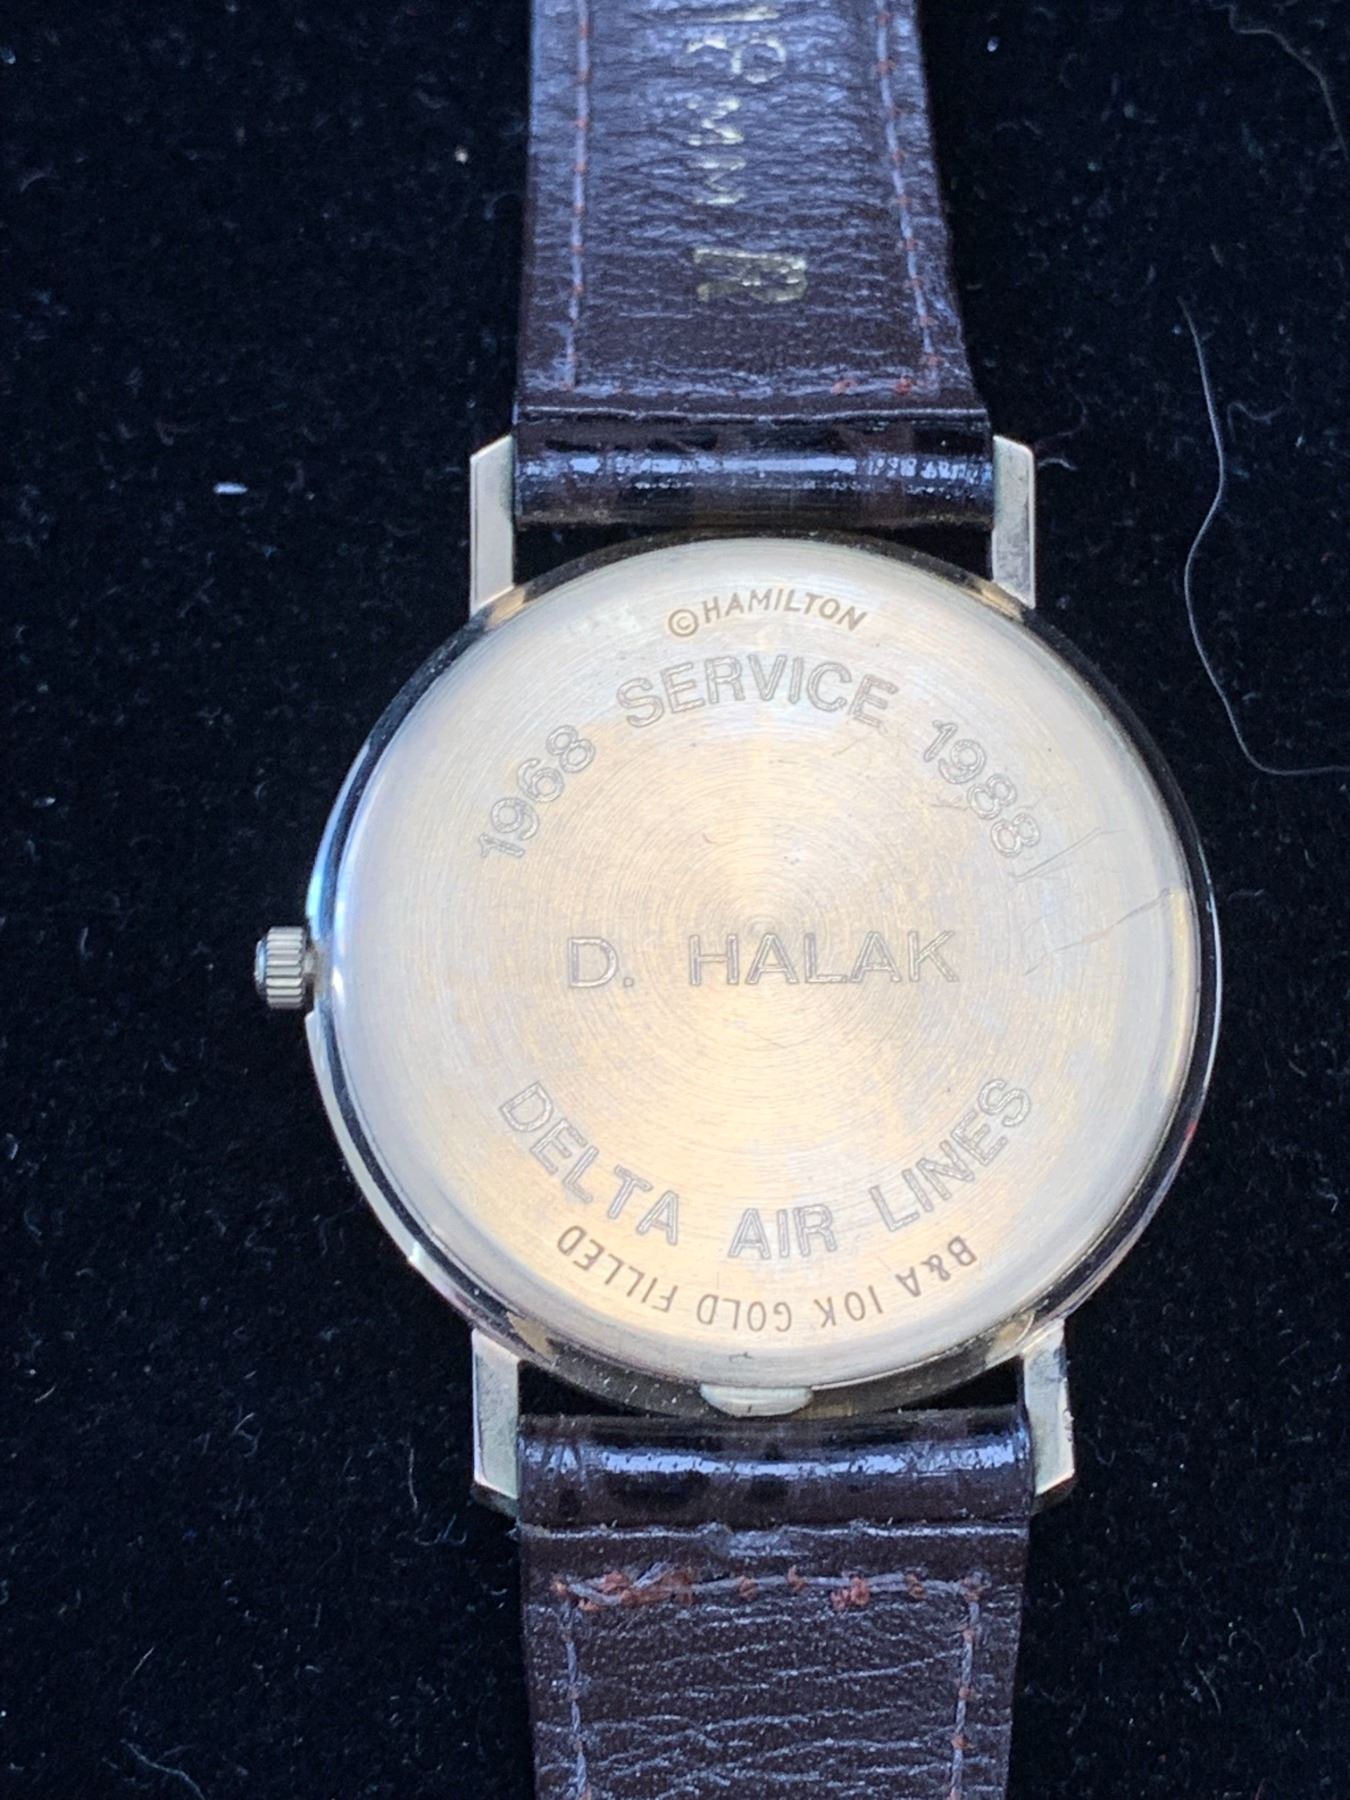 ©HAMILTON
1968 SERVICE 1988
D. HALAK
DELTA AIR LINES
B&A 10K GOLD FILLED